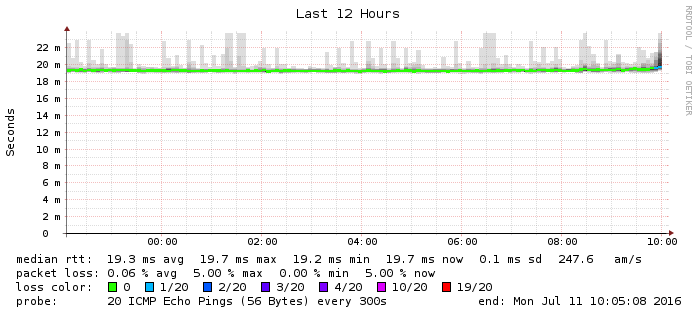 Last 12 Hours
RRDTOOL / TOBI OETIKER
Seconds
22 m
20 m
18 m
16 m
14 m
12 m
10 m
8 m
6 m
4 m
2 m
0
00:00 02:00 04:00 06:00 08:00 10:00
median rtt: 19.3 ms avg 19.7 ms max 19.2 ms min 19.7 ms now 0.1 ms sd 247.6 am/s
packet loss: 0.06 % avg 5.00 % max 0.00 % min 5.00 % now
loss color: 0 1/20 2/20 3/20 4/20 10/20 19/20
probe: 20 ICMP Echo Pings (56 Bytes) every 300s end: Mon Jul 11 10:05:08 2016